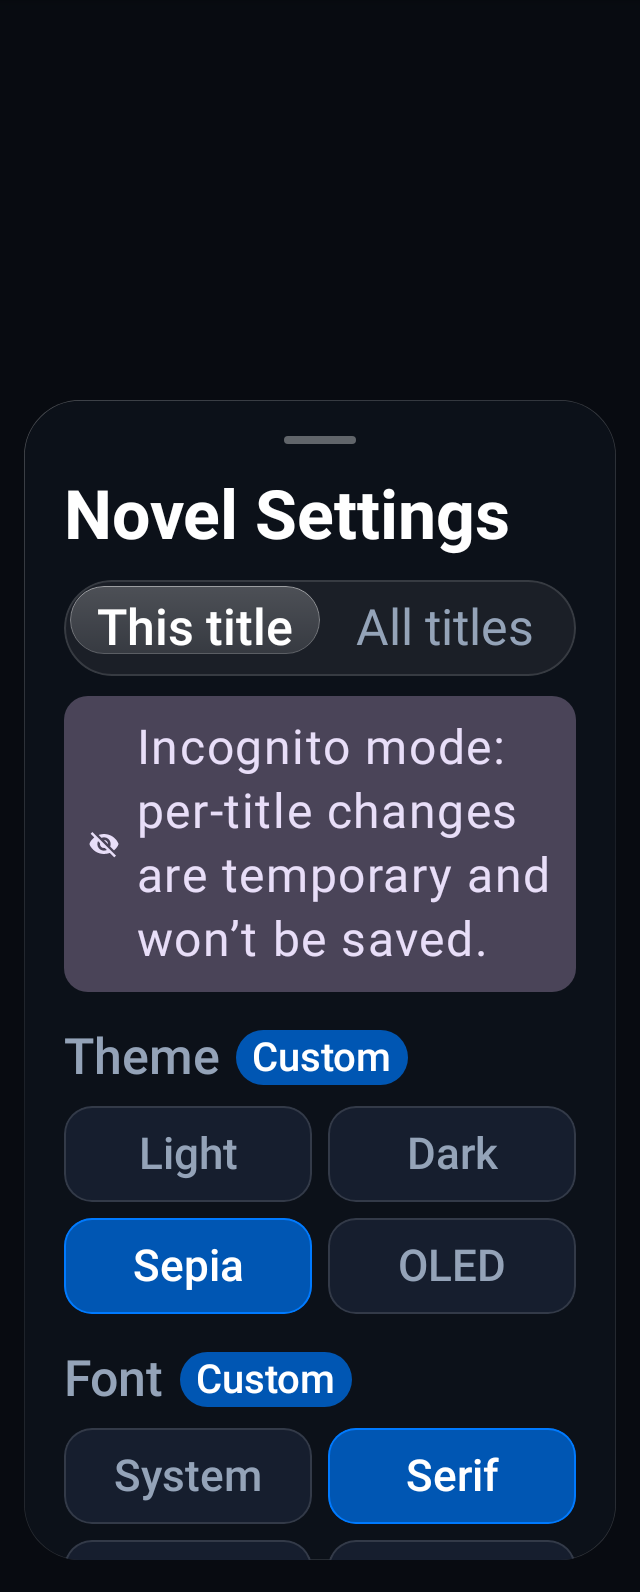 Novel Settings
This title All titles
Incognito mode:
per-title changes
are temporary and
won’t be saved.
Theme Custom
Light Dark
Sepia OLED
Font Custom
System Serif